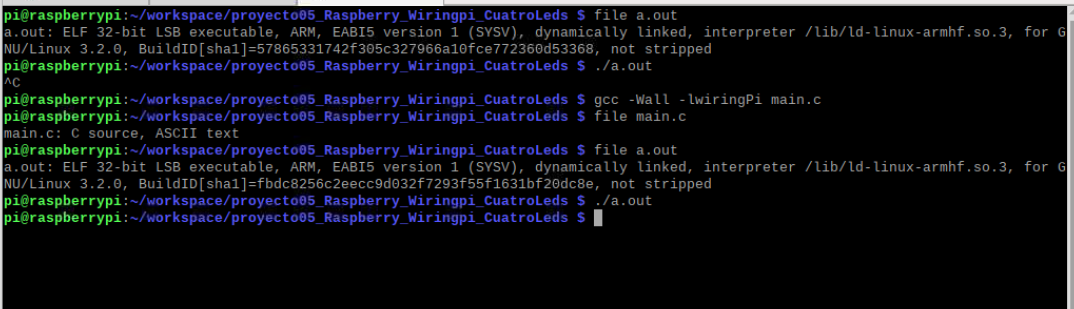 pi@raspberrypi:~/workspace/proyecto05_Raspberry_Wiringpi_CuatroLeds $ file a.out
a.out: ELF 32-bit LSB executable, ARM, EABI5 version 1 (SYSV), dynamically linked, interpreter /lib/ld-linux-armhf.so.3, for G
NU/Linux 3.2.0, BuildID[sha1]=57865331742f305c327966a10fce772360d53368, not stripped
pi@raspberrypi:~/workspace/proyecto05_Raspberry_Wiringpi_CuatroLeds $ ./a.out
^C
pi@raspberrypi:~/workspace/proyecto05_Raspberry_Wiringpi_CuatroLeds $ gcc -Wall -lwiringPi main.c
pi@raspberrypi:~/workspace/proyecto05_Raspberry_Wiringpi_CuatroLeds $ file main.c
main.c: C source, ASCII text
pi@raspberrypi:~/workspace/proyecto05_Raspberry_Wiringpi_CuatroLeds $ file a.out
a.out: ELF 32-bit LSB executable, ARM, EABI5 version 1 (SYSV), dynamically linked, interpreter /lib/ld-linux-armhf.so.3, for G
NU/Linux 3.2.0, BuildID[sha1]=fbdc8256c2eecc9d032f7293f55f1631bf20dc8e, not stripped
pi@raspberrypi:~/workspace/proyecto05_Raspberry_Wiringpi_CuatroLeds $ ./a.out
pi@raspberrypi:~/workspace/proyecto05_Raspberry_Wiringpi_CuatroLeds $